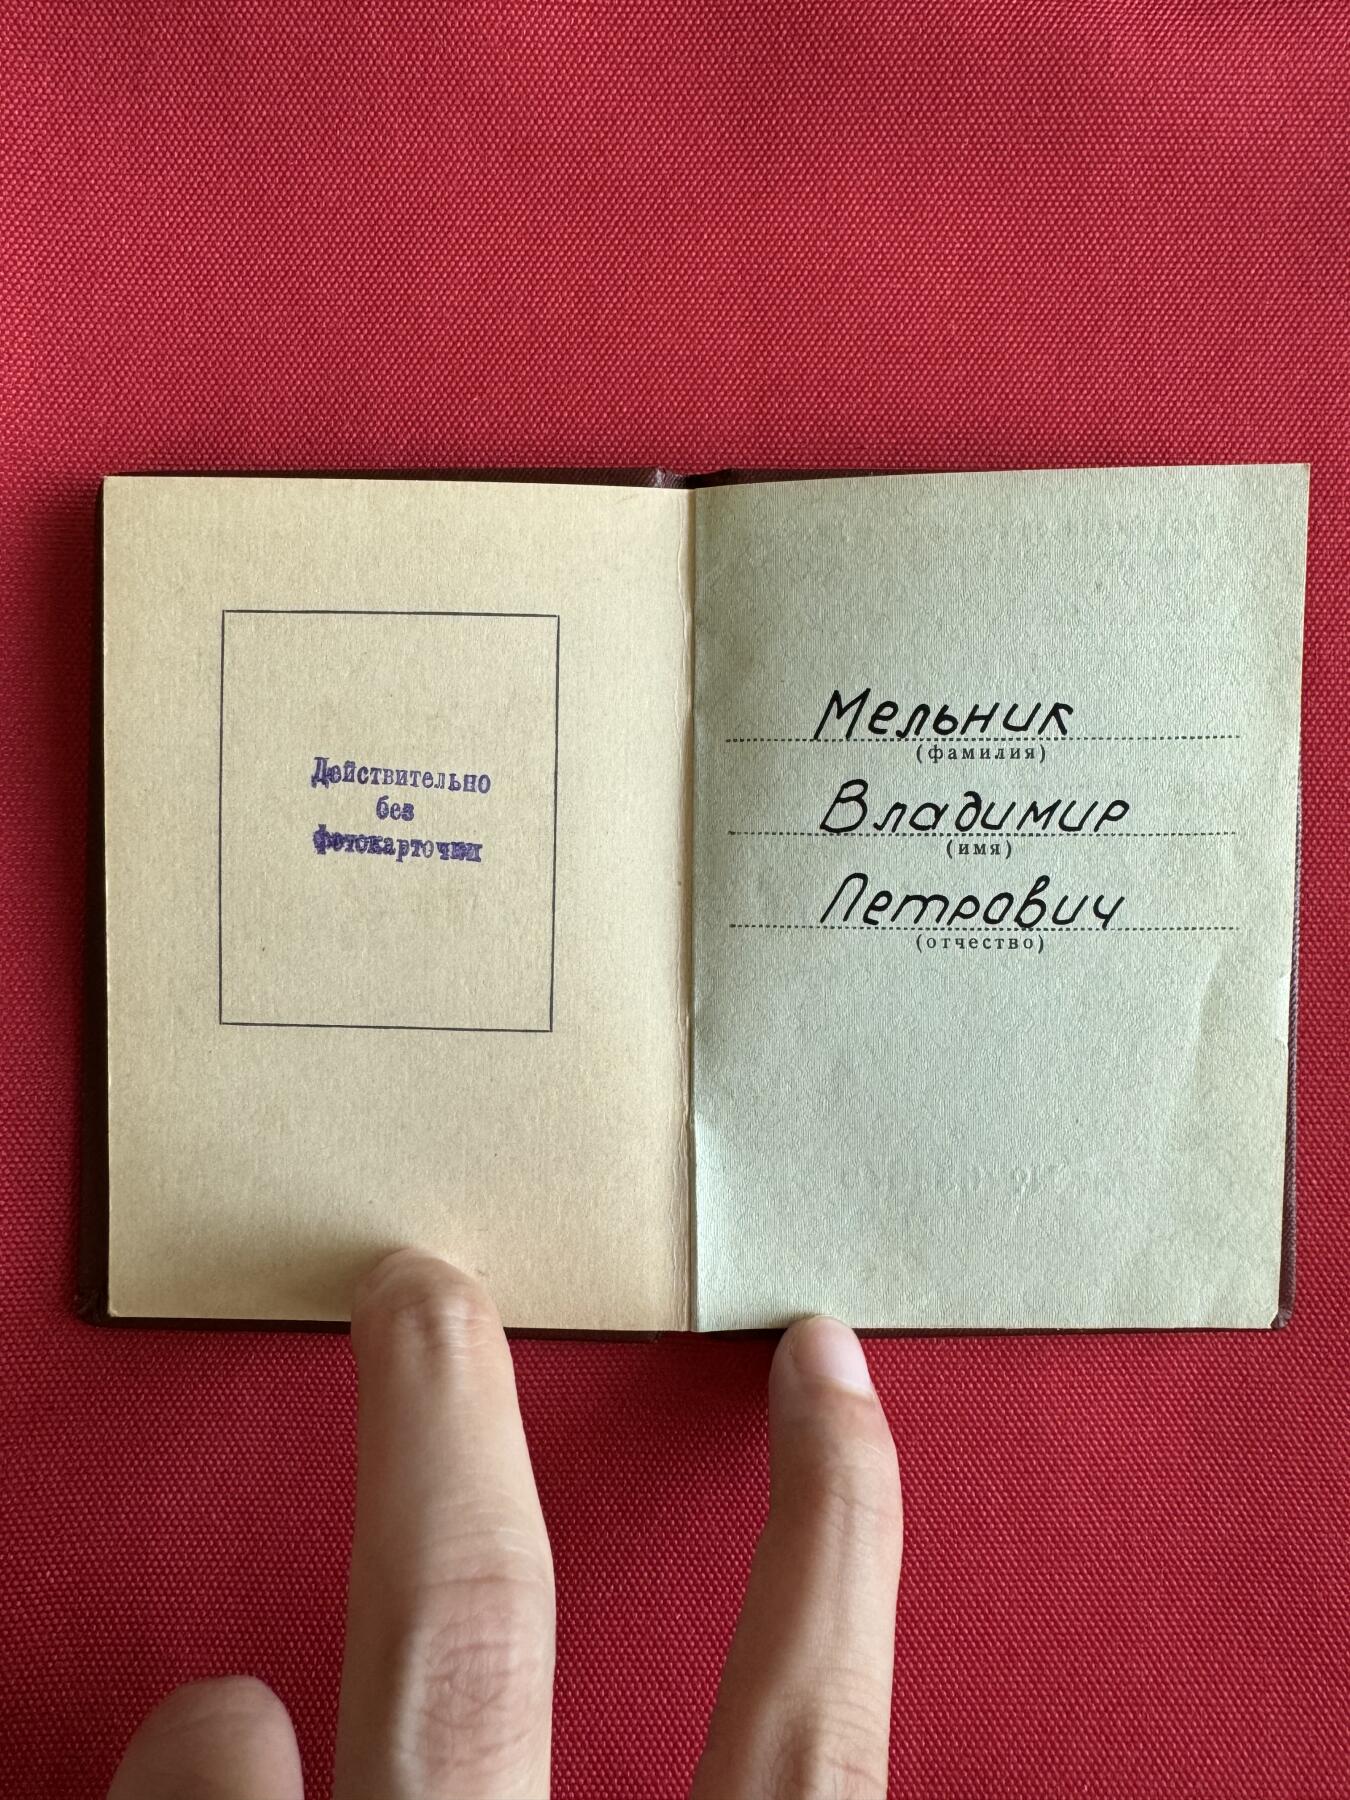 Действительно
без
фотокарточки
Мельник
(фамилия)
Владимир
(имя)
Петрович
(отчество)